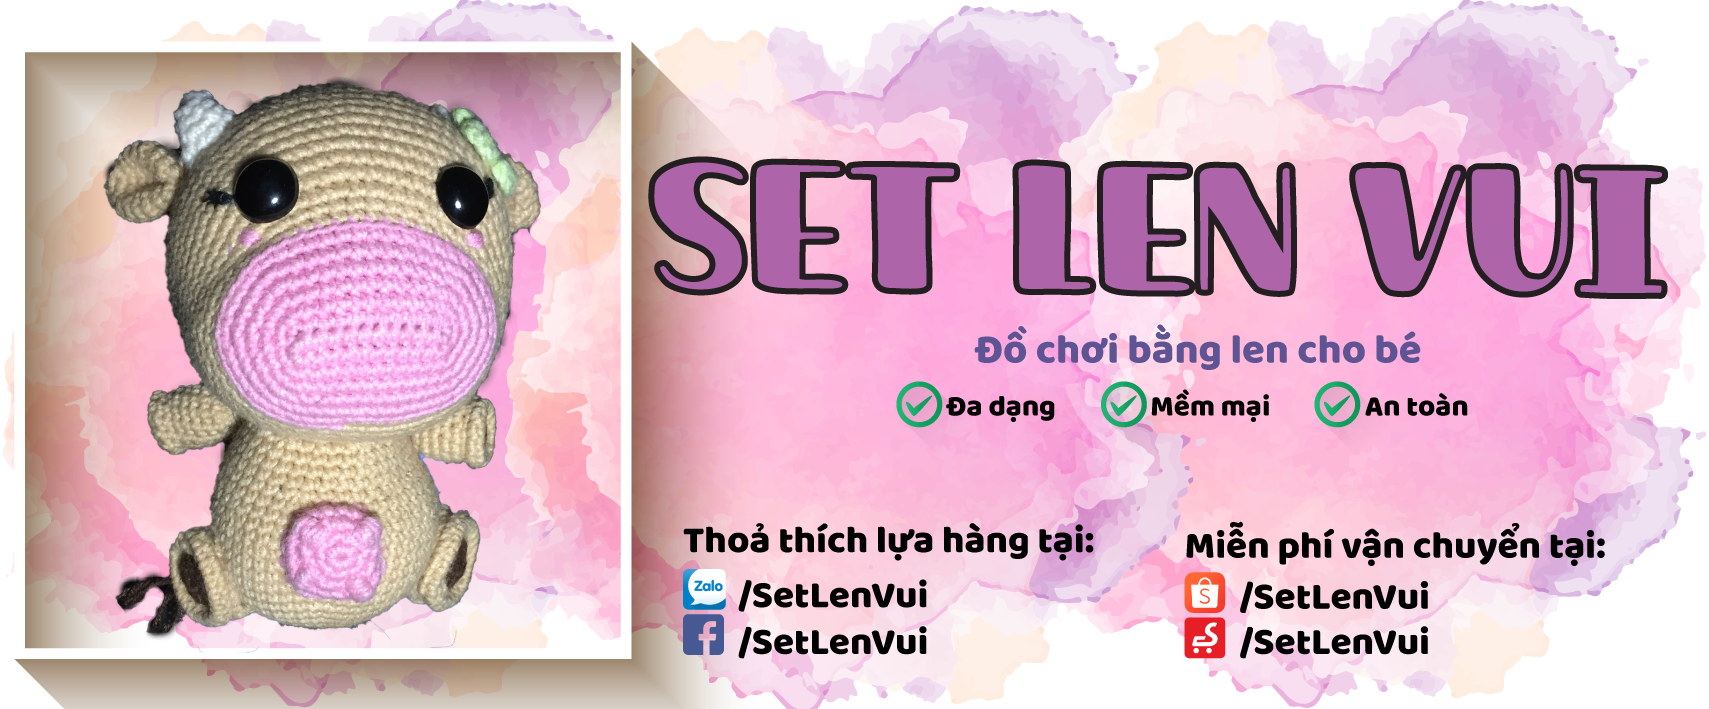 SET LEN VUI
Đồ chơi bằng len cho bé
Đa dạng Mềm mại An toàn
Thoả thích lựa hàng tại:
Zalo /SetLenVui
f /SetLenVui
Miễn phí vận chuyển tại:
S /SetLenVui
S /SetLenVui